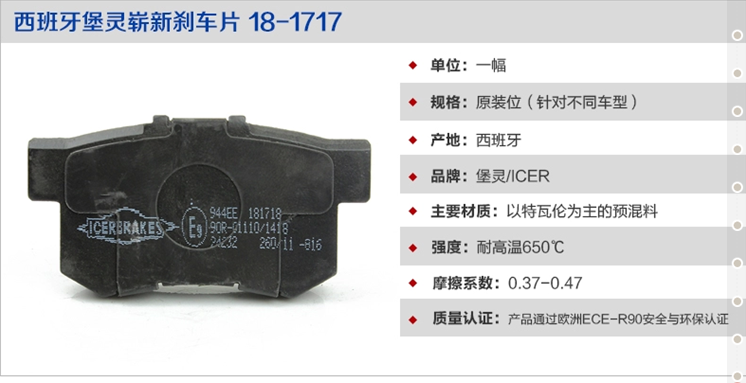 西班牙堡灵崭新刹车片 18-1717
单位：一幅
规格：原装位（针对不同车型）
产地：西班牙
品牌：堡灵/ICER
主要材质：以特瓦伦为主的预混料
强度：耐高温650℃
摩擦系数：0.37-0.47
质量认证：产品通过欧洲ECE-R90安全与环保认证
ICERBRAKES
E9
944EE 181718
90R-01110/1418
24232 260/11 -816